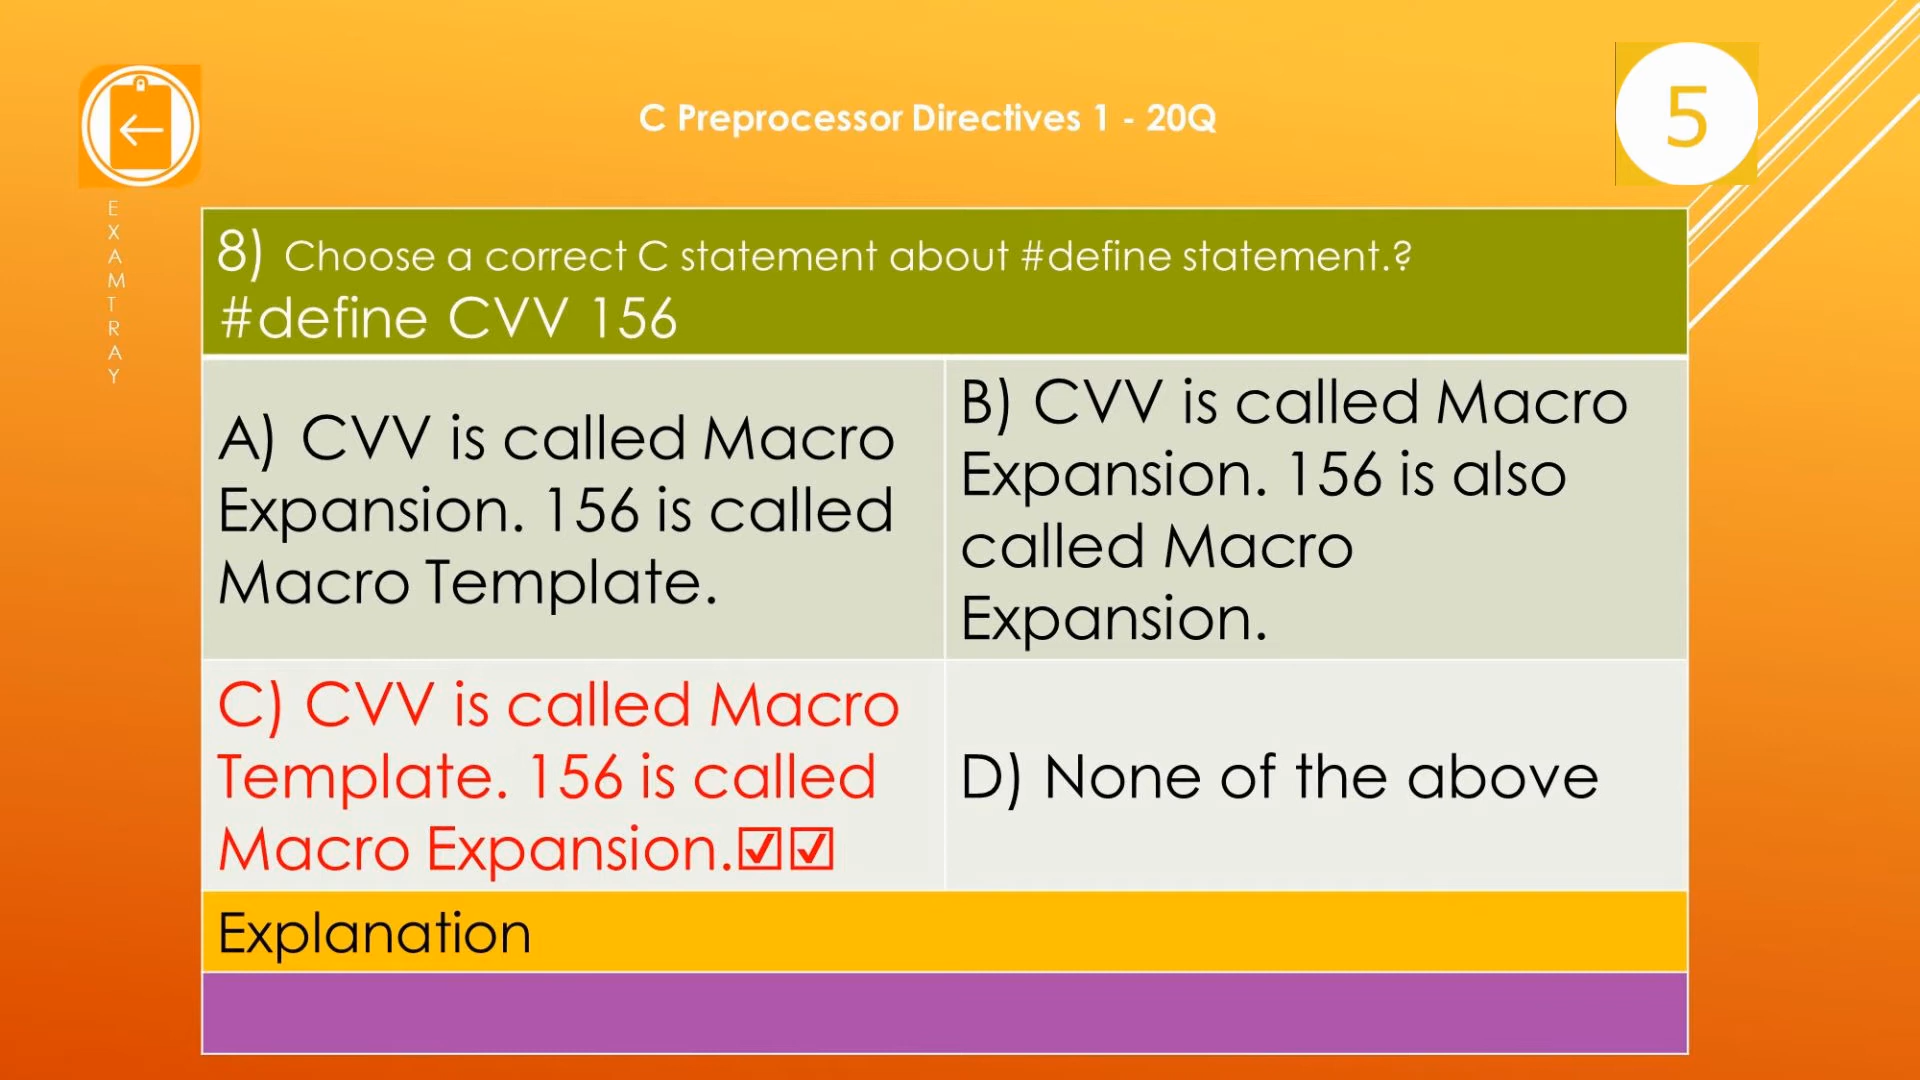 C Preprocessor Directives 1 - 20Q
5
E
X
A
M
T
R
A
Y
8) Choose a correct C statement about #define statement.?
#define CVV 156
A) CVV is called Macro
Expansion. 156 is called
Macro Template.
B) CVV is called Macro
Expansion. 156 is also
called Macro
Expansion.
C) CVV is called Macro
Template. 156 is called
Macro Expansion.☑☑
D) None of the above
Explanation